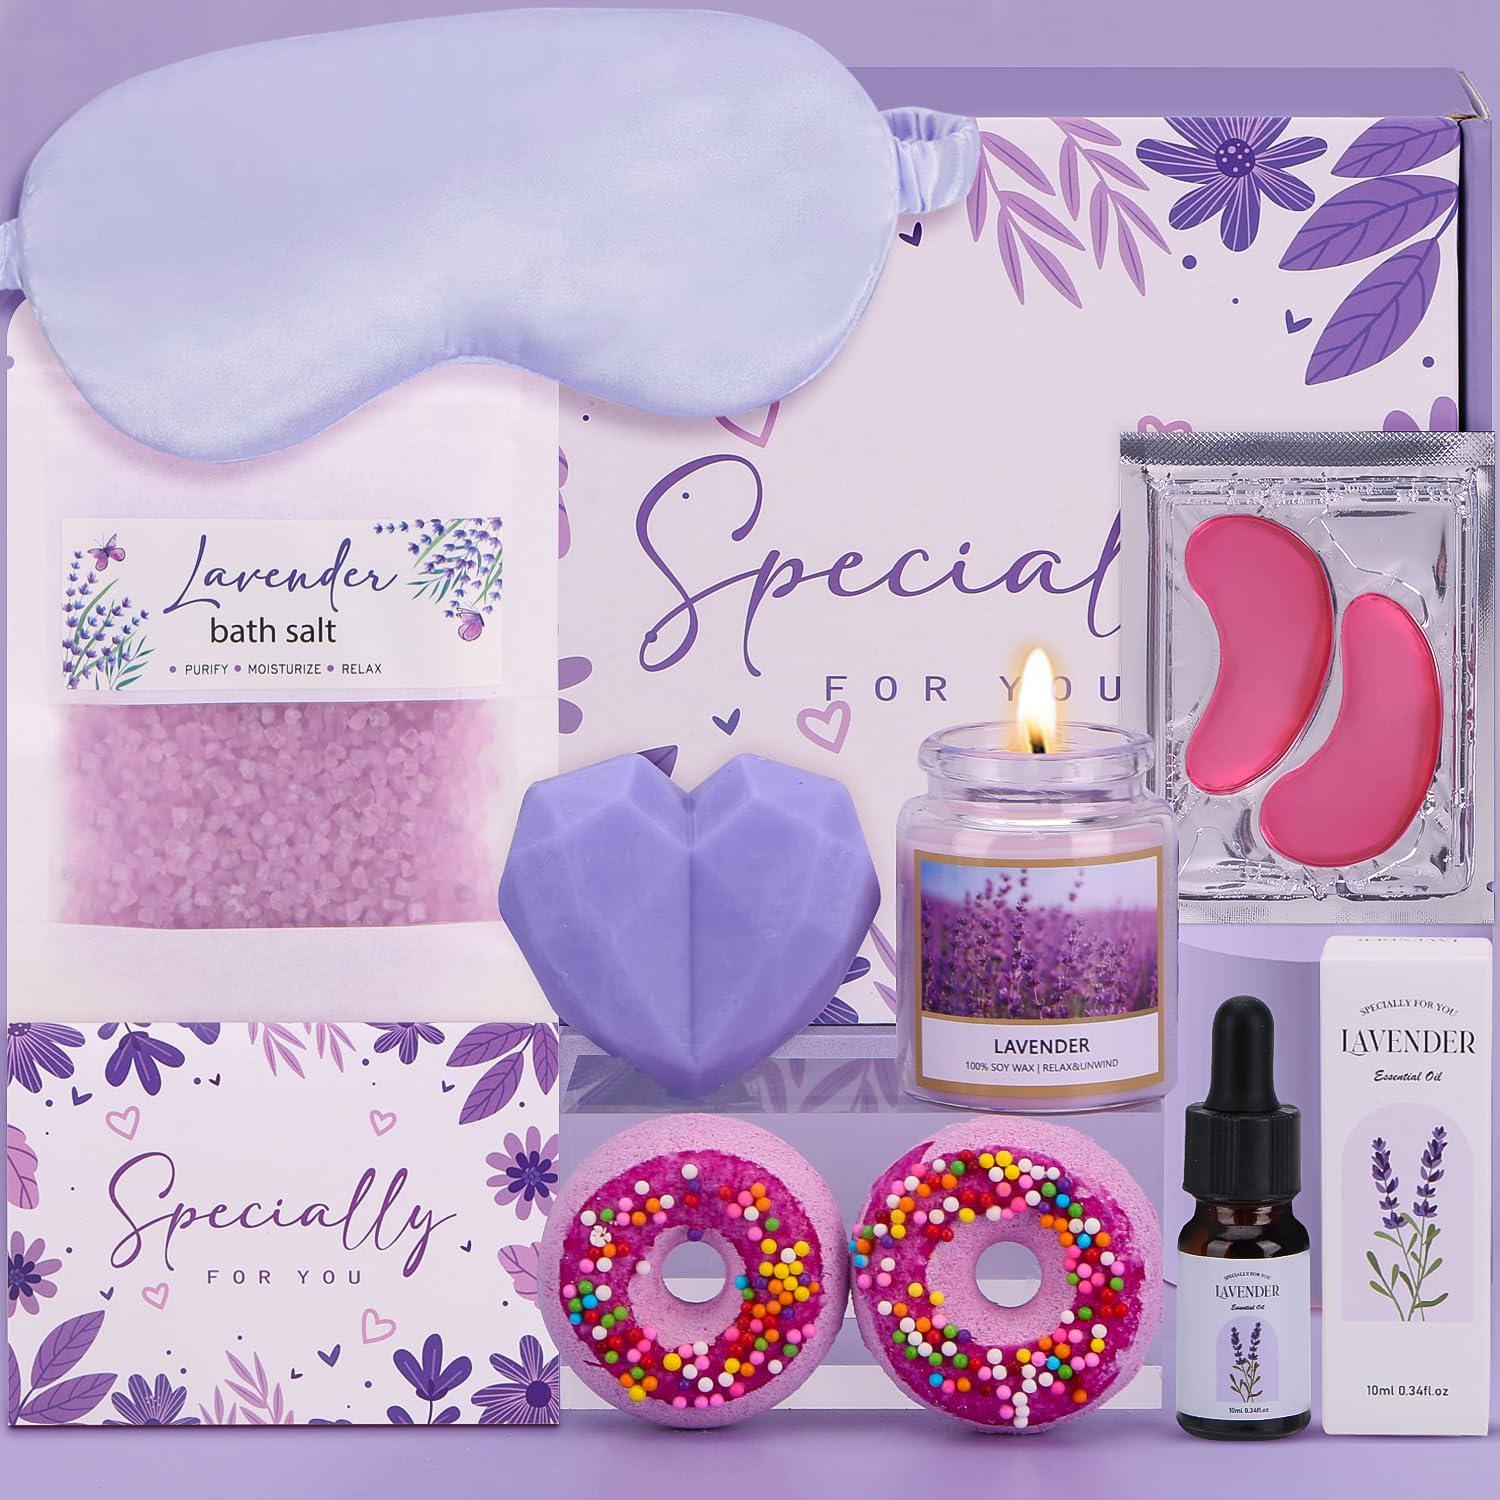 Special
FOR YOU
Lavender
bath salt
• PURIFY • MOISTURIZE • RELAX
LAVENDER
100% SOY WAX | RELAX&UNWIND
Specially
FOR YOU
SPECIALLY FOR YOU
LAVENDER
Essential Oil
10ml 0.34fl.oz
SPECIALLY FOR YOU
LAVENDER
Essential Oil
10ml 0.34fl.oz